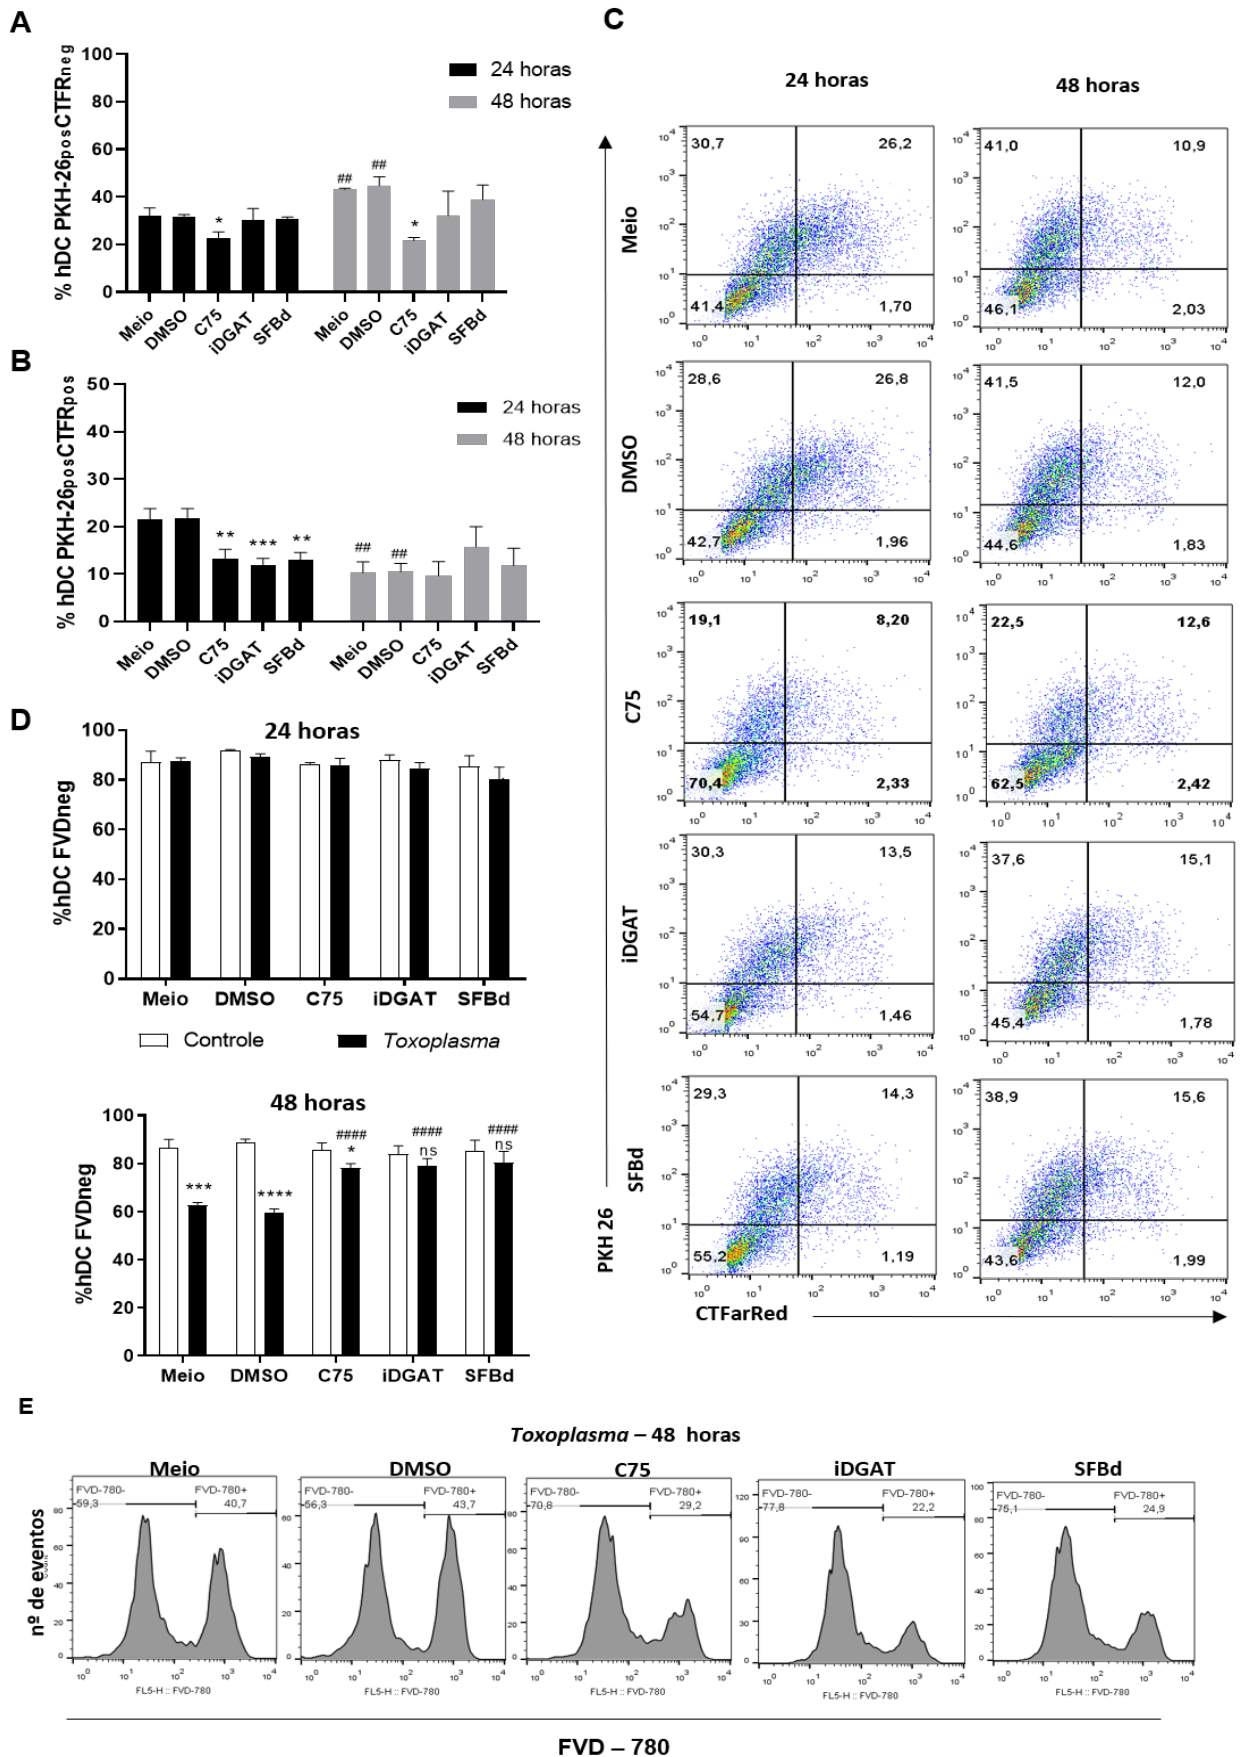 A
% hDC PKH-26posCTFRneg
100
80
60
40
20
0
24 horas
48 horas
*
##
##
*
Meio
DMSO
C75
iDGAT
SFBd
Meio
DMSO
C75
iDGAT
SFBd
B
% hDC PKH-26posCTFRpos
50
40
30
20
10
0
24 horas
48 horas
**
***
**
##
##
Meio
DMSO
C75
iDGAT
SFBd
Meio
DMSO
C75
iDGAT
SFBd
C
24 horas
48 horas
Meio
30,7 26,2
41,4 1,70
41,0 10,9
46,1 2,03
DMSO
28,6 26,8
42,7 1,96
41,5 12,0
44,6 1,83
C75
19,1 8,20
70,4 2,33
22,5 12,6
62,5 2,42
iDGAT
30,3 13,5
54,7 1,46
37,6 15,1
45,4 1,78
SFBd
29,3 14,3
55,2 1,19
38,9 15,6
43,6 1,99
PKH 26
CTFarRed
D
24 horas
%hDC FVDneg
100
80
60
40
20
0
Meio DMSO C75 iDGAT SFBd
Controle
Toxoplasma
48 horas
%hDC FVDneg
100
80
60
40
20
0
***
****
####
*
####
ns
####
ns
Meio DMSO C75 iDGAT SFBd
E
Toxoplasma – 48 horas
nº de eventos
Meio
FVD-780- FVD-780+
59,3 40,7
FL5-H :: FVD-780
DMSO
FVD-780- FVD-780+
56,3 43,7
FL5-H :: FVD-780
C75
FVD-780- FVD-780+
70,8 29,2
FL5-H :: FVD-780
iDGAT
FVD-780- FVD-780+
77,8 22,2
FL5-H :: FVD-780
SFBd
FVD-780- FVD-780+
75,1 24,9
FL5-H :: FVD-780
FVD – 780